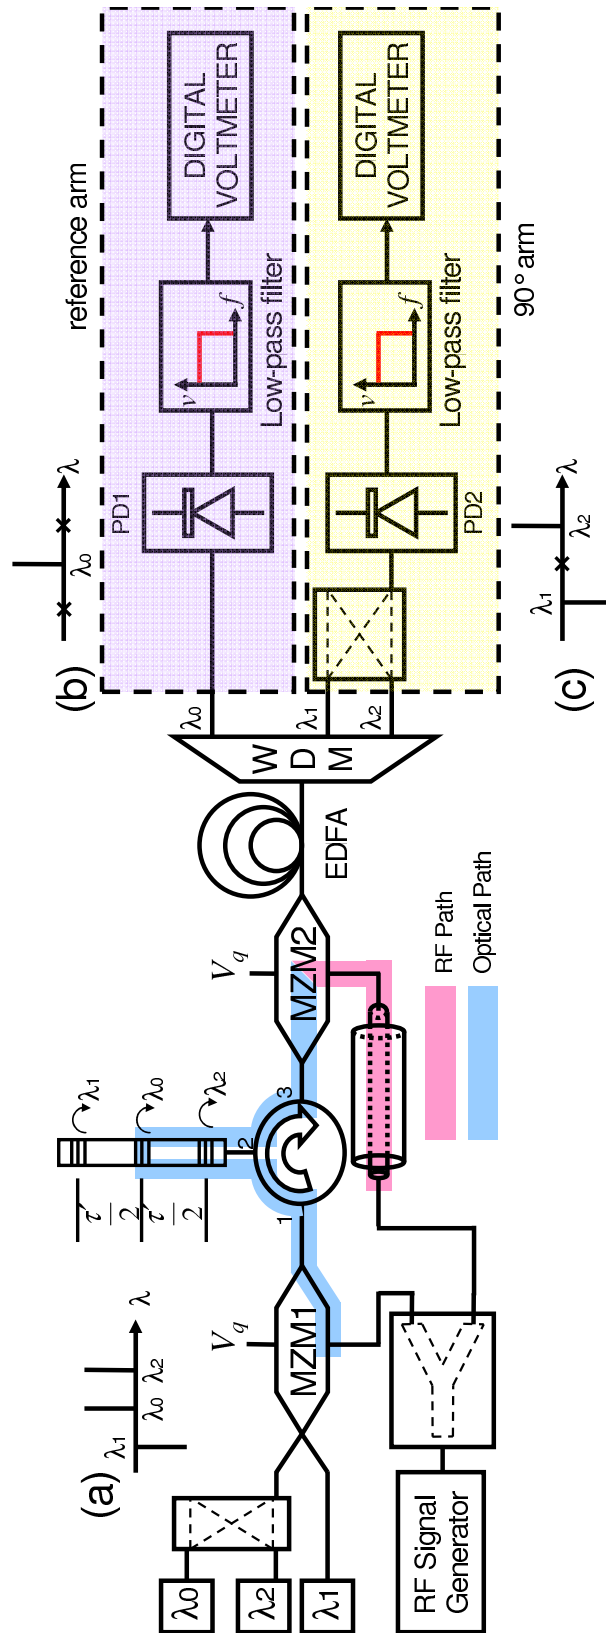 (a)
λ1
λ0
λ2
λ
λ0
λ2
λ1
RF Signal
Generator
MZM1
Vq
1
2
3
τ′
2
τ′
2
λ1
λ0
λ2
MZM2
Vq
RF Path
Optical Path
EDFA
W
D
M
λ0
λ1
λ2
(b)
λ0
λ
reference arm
PD1
v
f
Low-pass filter
DIGITAL
VOLTMETER
PD2
v
f
Low-pass filter
DIGITAL
VOLTMETER
90° arm
(c)
λ1
λ2
λ